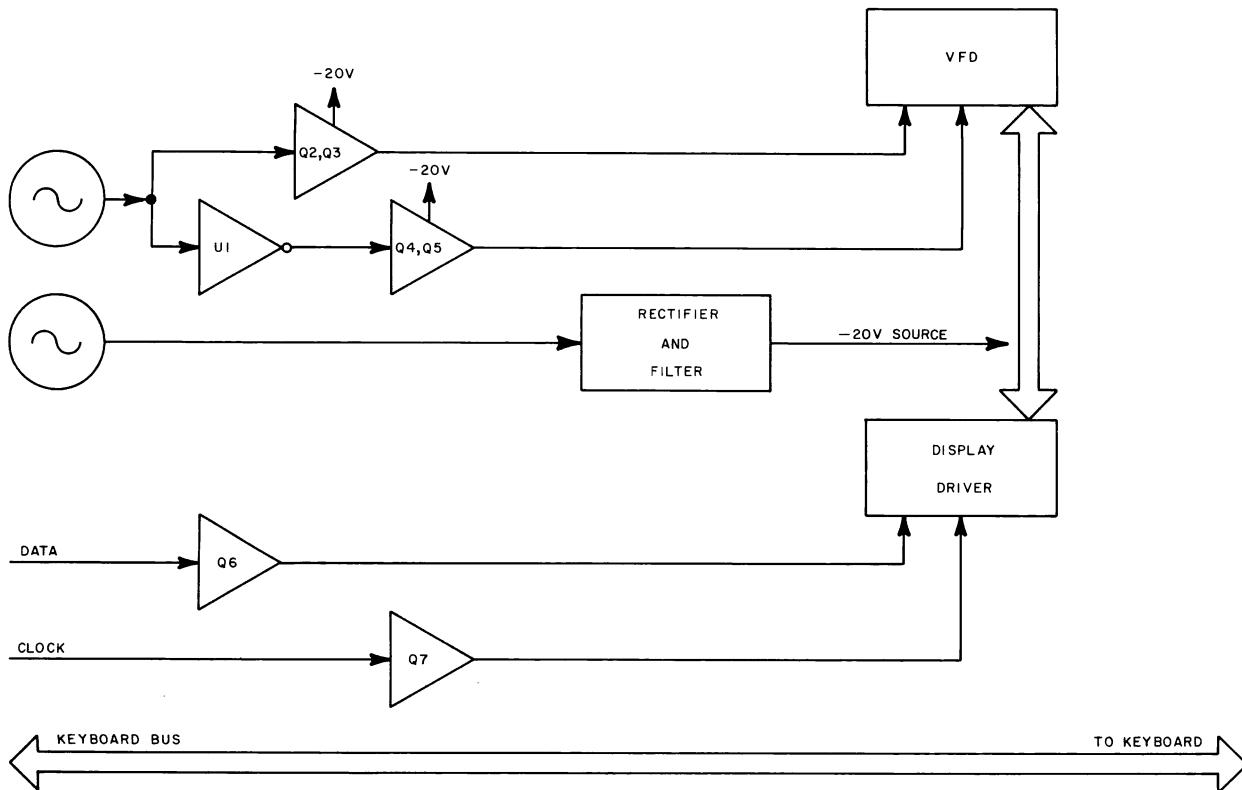 VFD
-20V
Q2,Q3
-20V
U1
Q4,Q5
RECTIFIER
AND
FILTER
-20V SOURCE
DISPLAY
DRIVER
DATA
Q6
CLOCK
Q7
KEYBOARD BUS
TO KEYBOARD